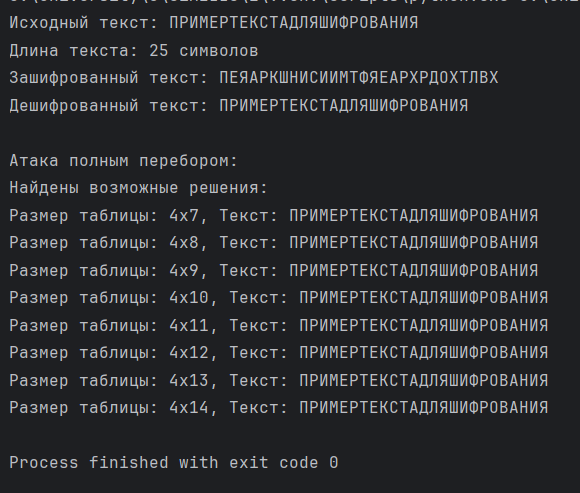 Исходный текст: ПРИМЕРТЕКСТАДЛЯШИФРОВАНИЯ
Длина текста: 25 символов
Зашифрованный текст: ПЕЯАРКШНИСИИМТФЯЕАРХРДОХТЛВХ
Дешифрованный текст: ПРИМЕРТЕКСТАДЛЯШИФРОВАНИЯ
Атака полным перебором:
Найдены возможные решения:
Размер таблицы: 4x7, Текст: ПРИМЕРТЕКСТАДЛЯШИФРОВАНИЯ
Размер таблицы: 4x8, Текст: ПРИМЕРТЕКСТАДЛЯШИФРОВАНИЯ
Размер таблицы: 4x9, Текст: ПРИМЕРТЕКСТАДЛЯШИФРОВАНИЯ
Размер таблицы: 4x10, Текст: ПРИМЕРТЕКСТАДЛЯШИФРОВАНИЯ
Размер таблицы: 4x11, Текст: ПРИМЕРТЕКСТАДЛЯШИФРОВАНИЯ
Размер таблицы: 4x12, Текст: ПРИМЕРТЕКСТАДЛЯШИФРОВАНИЯ
Размер таблицы: 4x13, Текст: ПРИМЕРТЕКСТАДЛЯШИФРОВАНИЯ
Размер таблицы: 4x14, Текст: ПРИМЕРТЕКСТАДЛЯШИФРОВАНИЯ
Process finished with exit code 0